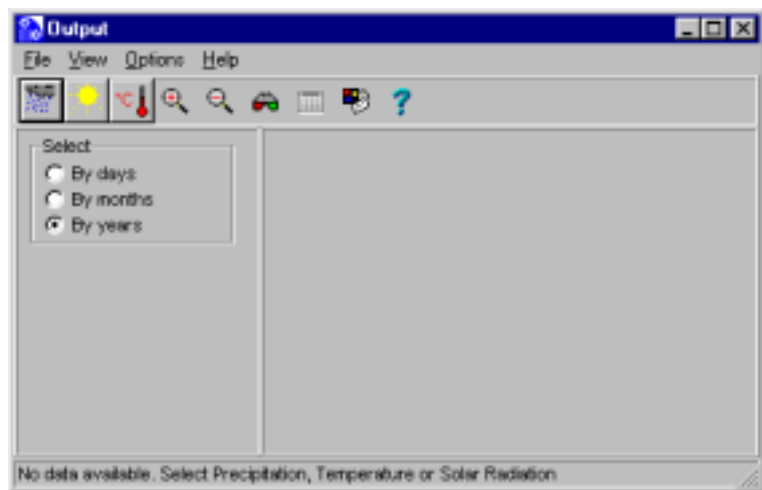 Output
File View Options Help
°C
Select
By days
By months
By years
No data available. Select Precipitation, Temperature or Solar Radiation